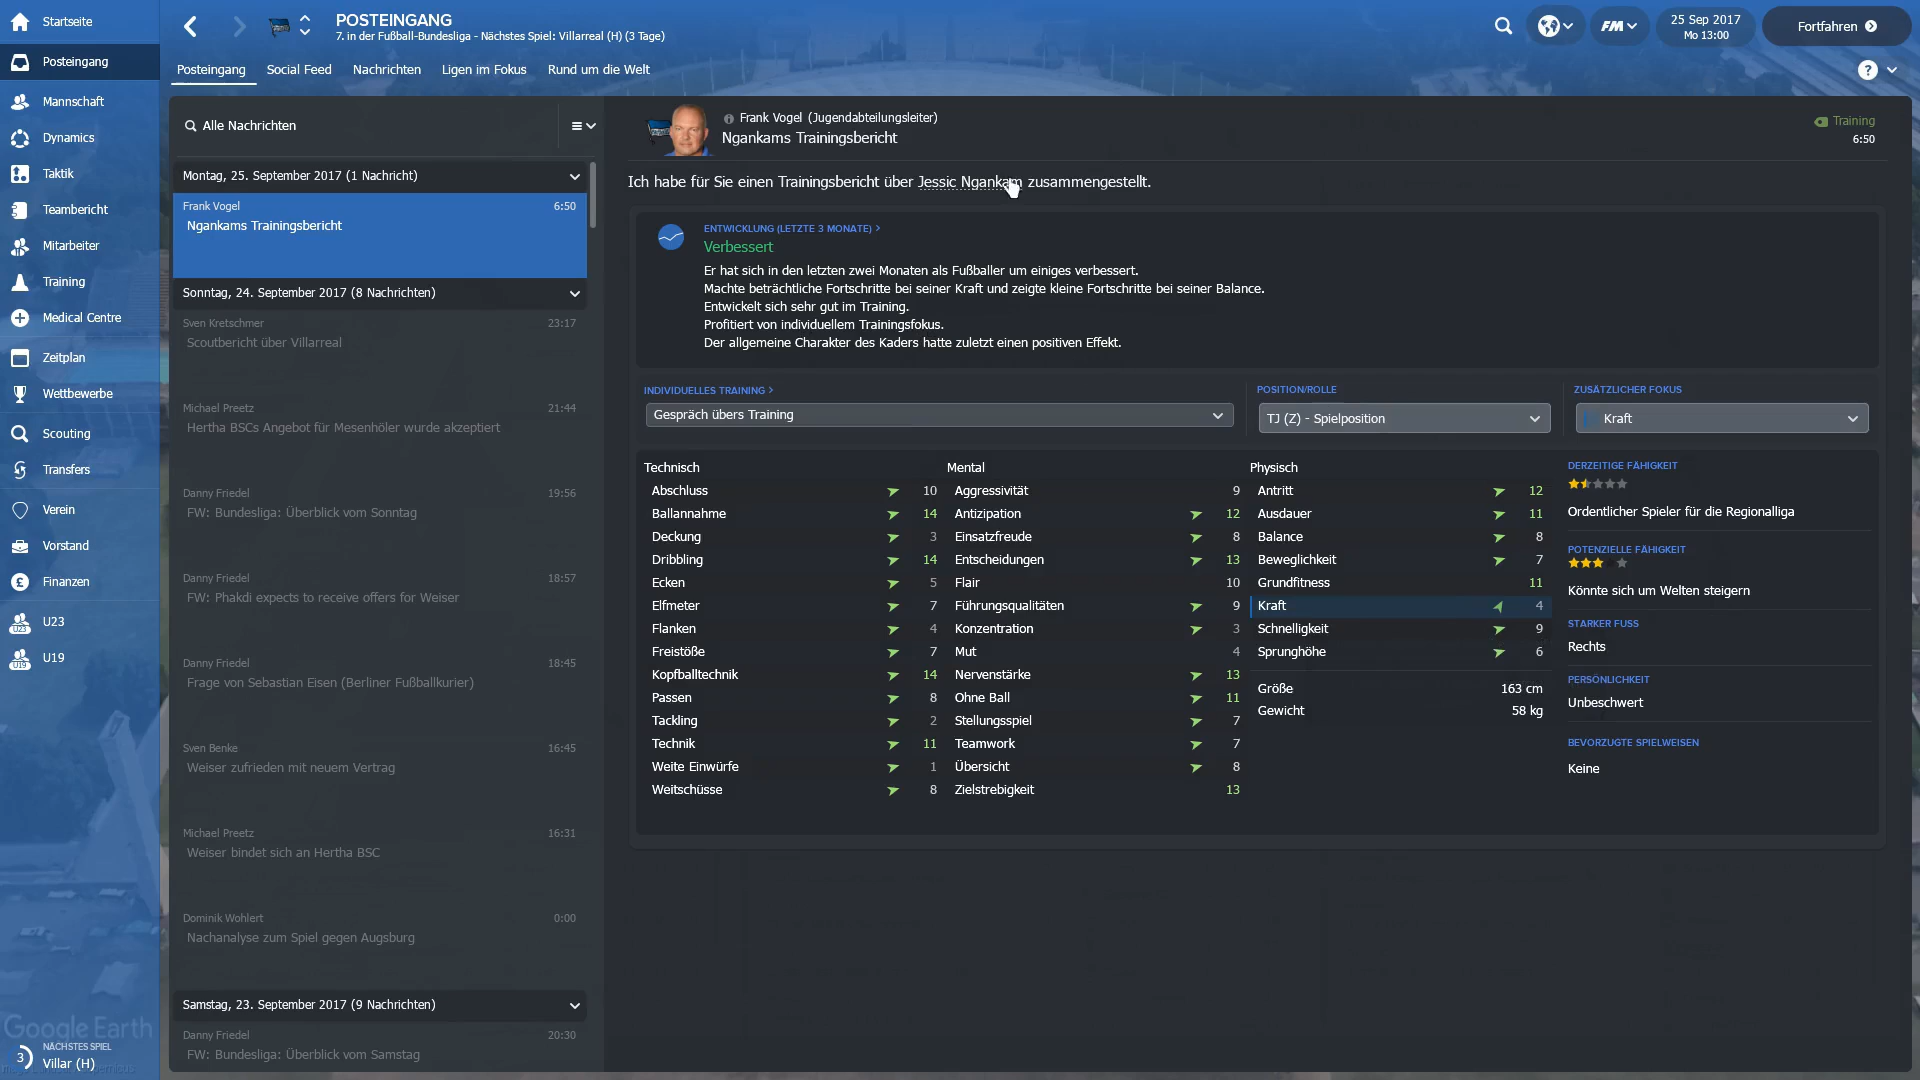 Startseite
Posteingang
Mannschaft
Dynamics
Taktik
Teambericht
Mitarbeiter
Training
Medical Centre
Zeitplan
Wettbewerbe
Scouting
Transfers
Verein
Vorstand
Finanzen
U23
U23
U19
U19
Google Earth
NÄCHSTES SPIEL
3
Villar (H)
POSTEINGANG
7. in der Fußball-Bundesliga - Nächstes Spiel: Villarreal (H) (3 Tage)
FM
25 Sep 2017
Mo 13:00
Fortfahren
Posteingang
Social Feed
Nachrichten
Ligen im Fokus
Rund um die Welt
?
Alle Nachrichten
Montag, 25. September 2017 (1 Nachricht)
Frank Vogel 6:50
Ngankams Trainingsbericht
Sonntag, 24. September 2017 (8 Nachrichten)
Sven Kretschmer 23:17
Scoutbericht über Villarreal
Michael Preetz 21:44
Hertha BSCs Angebot für Mesenhöler wurde akzeptiert
Danny Friedel 19:56
FW: Bundesliga: Überblick vom Sonntag
Danny Friedel 18:57
FW: Phakdi expects to receive offers for Weiser
Danny Friedel 18:45
Frage von Sebastian Eisen (Berliner Fußballkurier)
Sven Benke 16:45
Weiser zufrieden mit neuem Vertrag
Michael Preetz 16:31
Weiser bindet sich an Hertha BSC
Dominik Wohlert 0:00
Nachanalyse zum Spiel gegen Augsburg
Samstag, 23. September 2017 (9 Nachrichten)
Danny Friedel 20:30
FW: Bundesliga: Überblick vom Samstag
Frank Vogel (Jugendabteilungsleiter)
Ngankams Trainingsbericht
Training
6:50
Ich habe für Sie einen Trainingsbericht über Jessic Ngankam zusammengestellt.
ENTWICKLUNG (LETZTE 3 MONATE) >
Verbessert
Er hat sich in den letzten zwei Monaten als Fußballer um einiges verbessert.
Machte beträchtliche Fortschritte bei seiner Kraft und zeigte kleine Fortschritte bei seiner Balance.
Entwickelt sich sehr gut im Training.
Profitiert von individuellem Trainingsfokus.
Der allgemeine Charakter des Kaders hatte zuletzt einen positiven Effekt.
INDIVIDUELLES TRAINING >
Gespräch übers Training
POSITION/ROLLE
TJ (Z) - Spielposition
ZUSÄTZLICHER FOKUS
Kraft
Technisch
Abschluss 10
Ballannahme 14
Deckung 3
Dribbling 14
Ecken 5
Elfmeter 7
Flanken 4
Freistöße 7
Kopfballtechnik 14
Passen 8
Tackling 2
Technik 11
Weite Einwürfe 1
Weitschüsse 8
Mental
Aggressivität 9
Antizipation 12
Einsatzfreude 8
Entscheidungen 13
Flair 10
Führungsqualitäten 9
Konzentration 3
Mut 4
Nervenstärke 13
Ohne Ball 11
Stellungsspiel 7
Teamwork 7
Übersicht 8
Zielstrebigkeit 13
Physisch
Antritt 12
Ausdauer 11
Balance 8
Beweglichkeit 7
Grundfitness 11
Kraft 4
Schnelligkeit 9
Sprunghöhe 6
Größe 163 cm
Gewicht 58 kg
DERZEITIGE FÄHIGKEIT
Ordentlicher Spieler für die Regionalliga
POTENZIELLE FÄHIGKEIT
Könnte sich um Welten steigern
STARKER FUSS
Rechts
PERSÖNLICHKEIT
Unbeschwert
BEVORZUGTE SPIELWEISEN
Keine